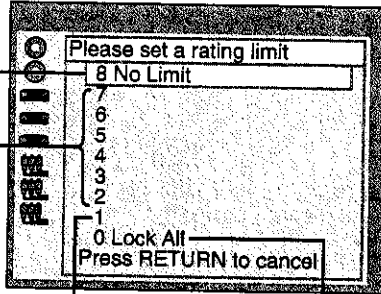 Please set a rating limit
8 No Limit
7
6
5
4
3
2
1
0 Lock All
Press RETURN to cancel